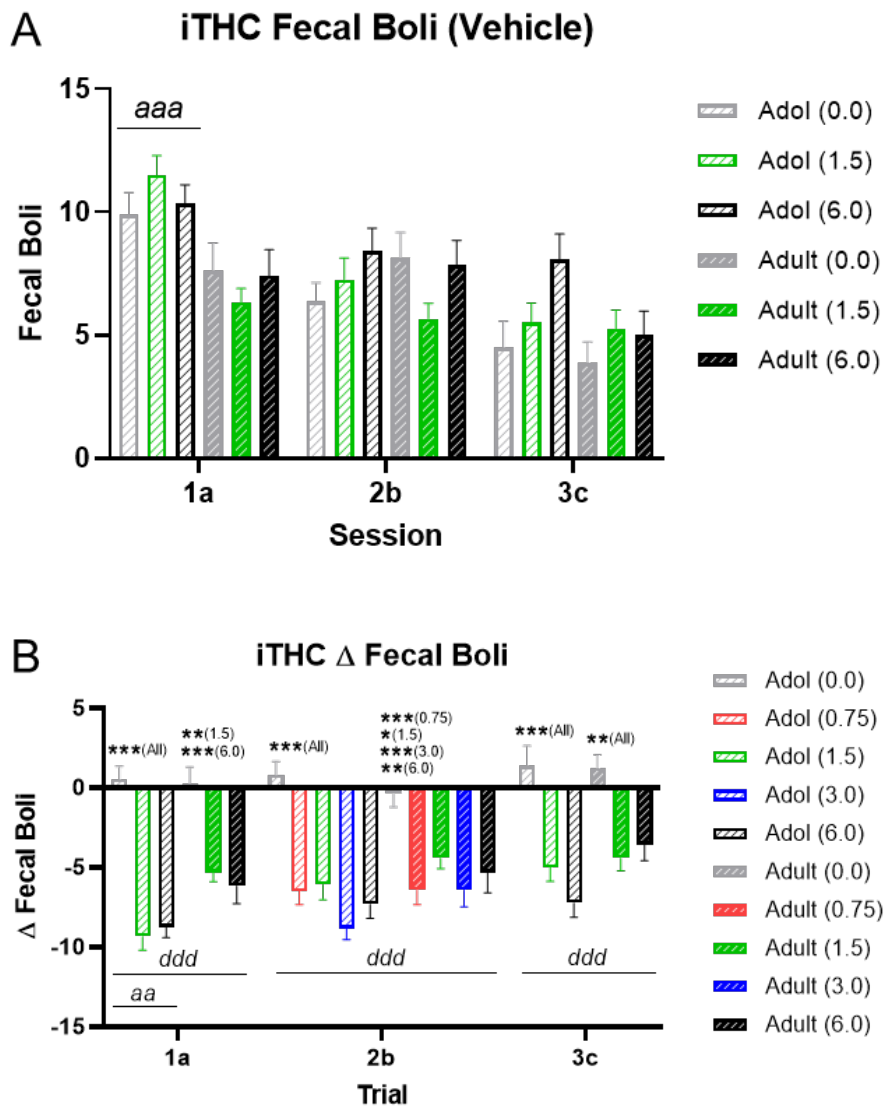 A
iTHC Fecal Boli (Vehicle)
15
10
5
0
Fecal Boli
aaa
1a
2b
3c
Session
Adol (0.0)
Adol (1.5)
Adol (6.0)
Adult (0.0)
Adult (1.5)
Adult (6.0)
B
iTHC Δ Fecal Boli
5
0
-5
-10
-15
Δ Fecal Boli
***(All)
**(1.5)
***(6.0)
***(All)
***(0.75)
*(1.5)
***(3.0)
**(6.0)
***(All)
**(All)
ddd
aa
ddd
ddd
1a
2b
3c
Trial
Adol (0.0)
Adol (0.75)
Adol (1.5)
Adol (3.0)
Adol (6.0)
Adult (0.0)
Adult (0.75)
Adult (1.5)
Adult (3.0)
Adult (6.0)